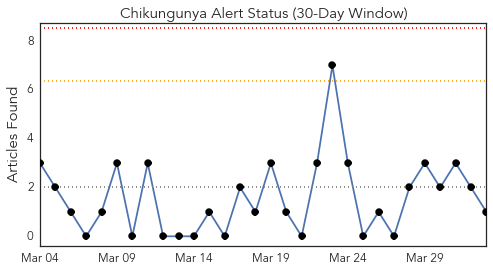 Chikungunya Alert Status (30-Day Window)
Articles Found
8
6
4
2
0
Mar 04 Mar 09 Mar 14 Mar 19 Mar 24 Mar 29